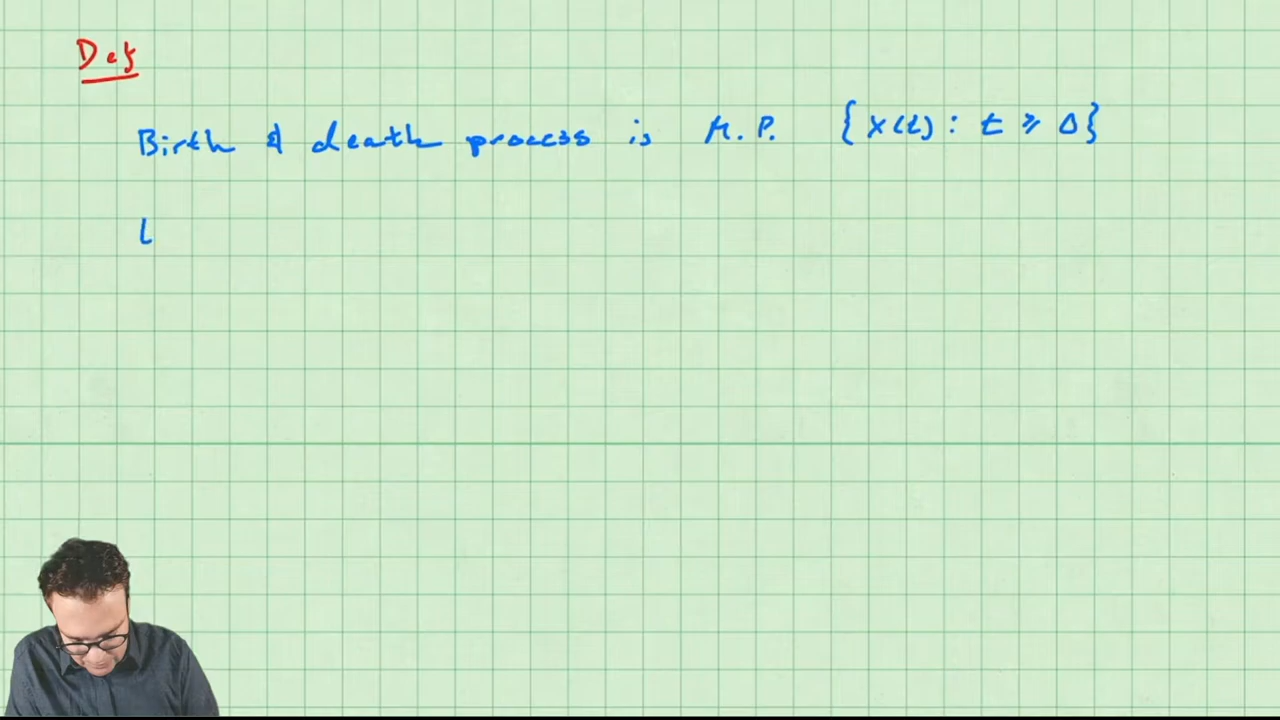 Def
Birth & death process is M.P. {X(t) : t ≥ 0}